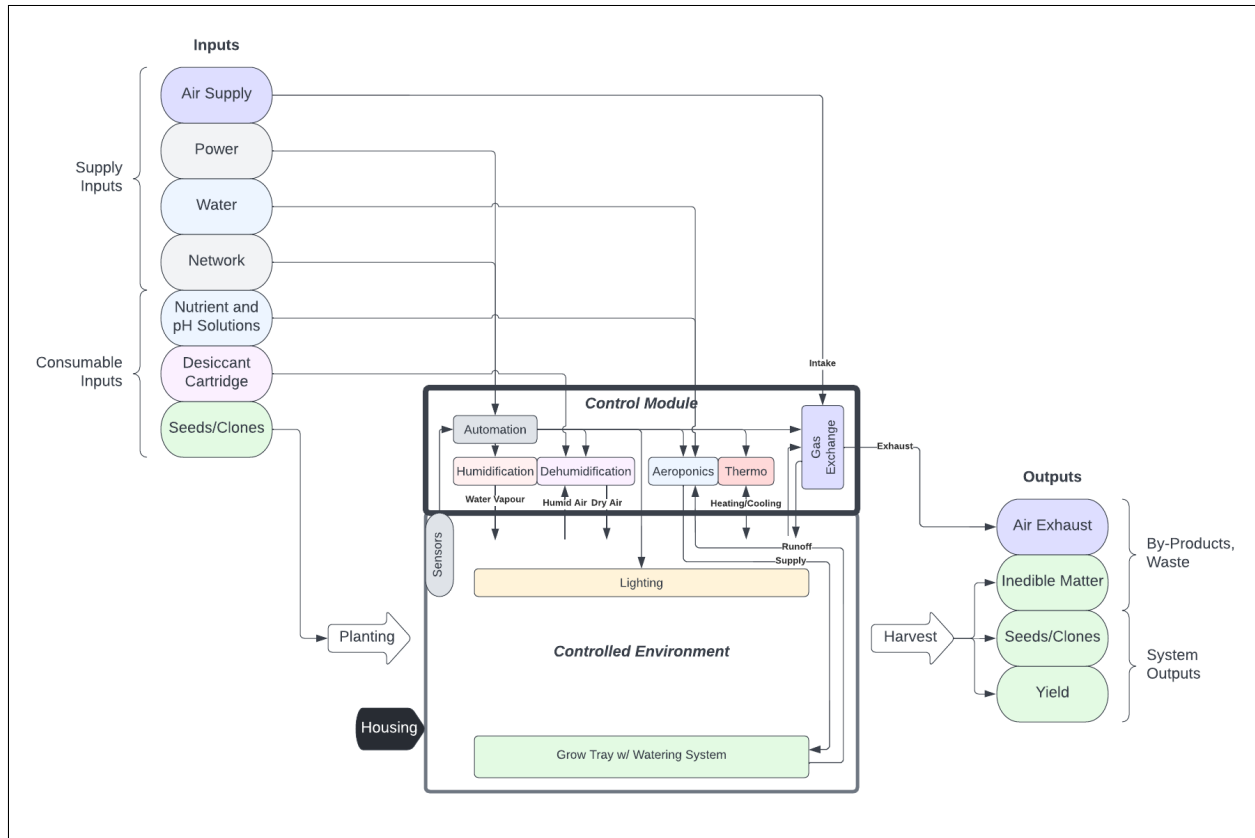 Inputs
Air Supply
Power
Supply
Inputs
Water
Network
Nutrient and
pH Solutions
Consumable
Inputs
Desiccant
Cartridge
Seeds/Clones
Intake
Control Module
Automation
Gas
Exchange
Humidification
Dehumidification
Aeroponics
Thermo
Exhaust
Water Vapour
Humid Air
Dry Air
Heating/Cooling
Sensors
Runoff
Supply
Lighting
Planting
Controlled Environment
Housing
Grow Tray w/ Watering System
Harvest
Outputs
Air Exhaust
By-Products,
Waste
Inedible Matter
Seeds/Clones
System
Outputs
Yield